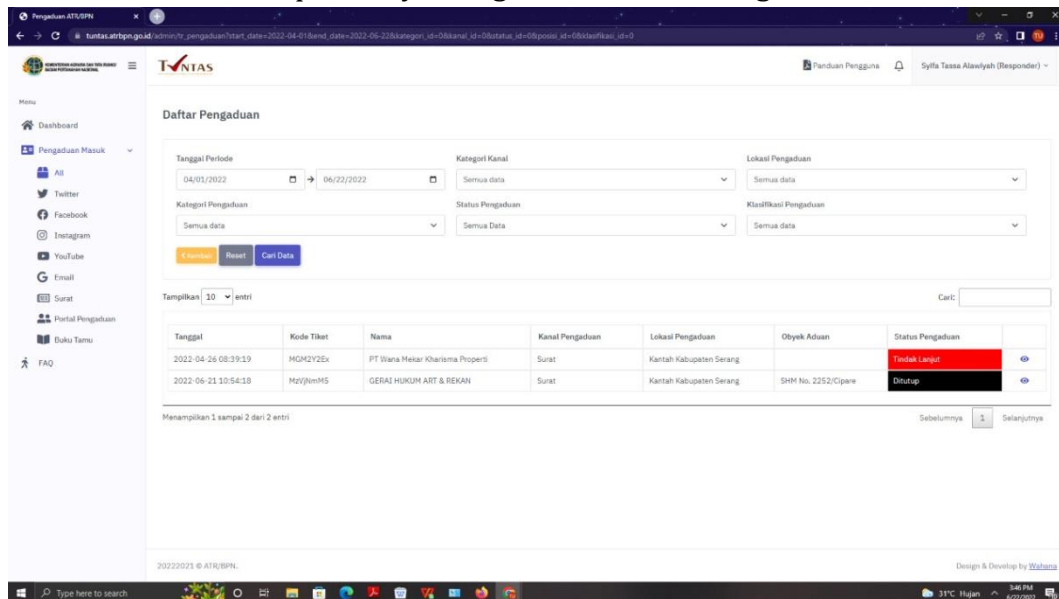 Pengaduan ATR/BPN
tuntas.atrbpn.go.id/admin/tr_pengaduan?start_date=2022-04-01&end_date=2022-06-22&kategori_id=0&kanal_id=0&status_id=0&posisi_id=0&klasifikasi_id=0
TUNTAS
Panduan Pengguna
Syifa Tassa Alawiyah (Responder)
Menu
Dashboard
Pengaduan Masuk
All
Twitter
Facebook
Instagram
YouTube
Email
Surat
Portal Pengaduan
Buku Tamu
FAQ
Daftar Pengaduan
Tanggal Periode Kategori Kanal Lokasi Pengaduan
04/01/2022 → 06/22/2022 Semua data Semua data
Kategori Pengaduan Status Pengaduan Klasifikasi Pengaduan
Semua data Semua Data Semua data
Kembali Reset Cari Data
Tampilkan 10 entri Cari:
Tanggal Kode Tiket Nama Kanal Pengaduan Lokasi Pengaduan Obyek Aduan Status Pengaduan
2022-04-26 08:39:19 MGM2Y2Ex PT Wana Mekar Kharisma Properti Surat Kantah Kabupaten Serang Tindak Lanjut
2022-06-21 10:54:18 MzVjNmM5 GERAI HUKUM ART & REKAN Surat Kantah Kabupaten Serang SHM No. 2252/Cipare Ditutup
Menampilkan 1 sampai 2 dari 2 entri Sebelumnya 1 Selanjutnya
20222021 © ATR/BPN. Design & Develop by Wahana
Type here to search
31°C Hujan
3:46 PM
6/22/2022